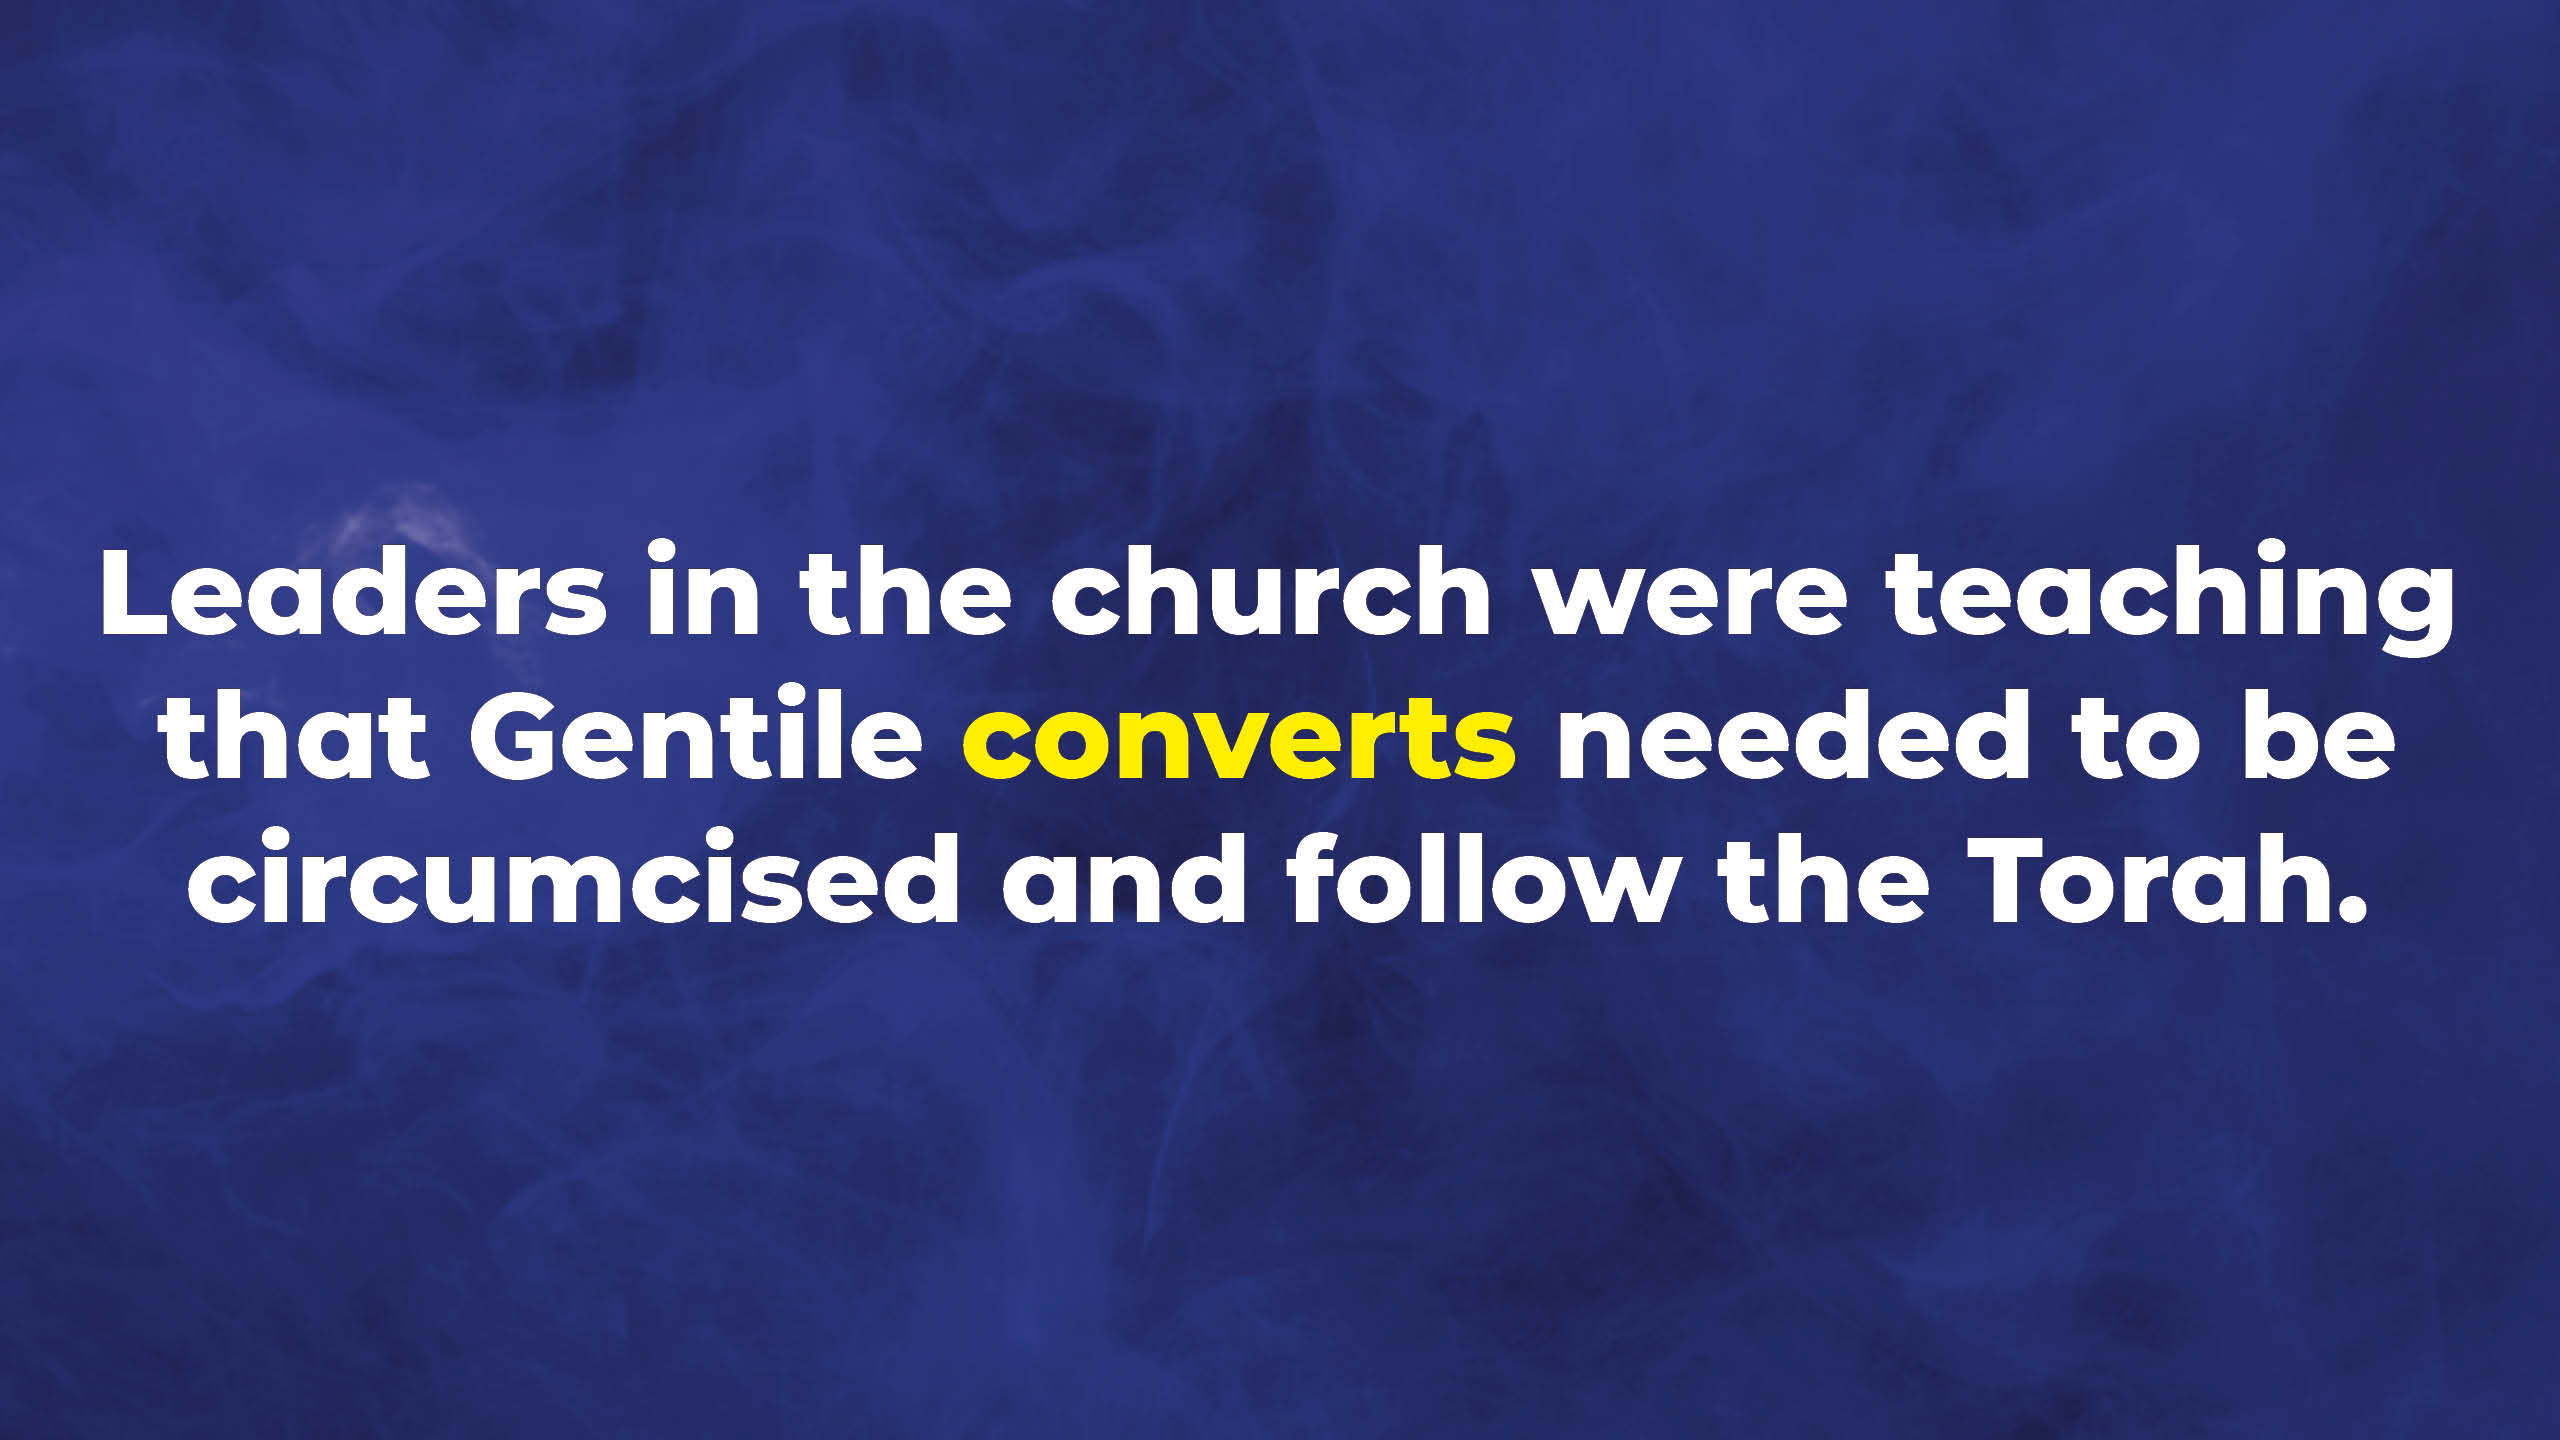 Leaders in the church were teaching
that Gentile converts needed to be
circumcised and follow the Torah.